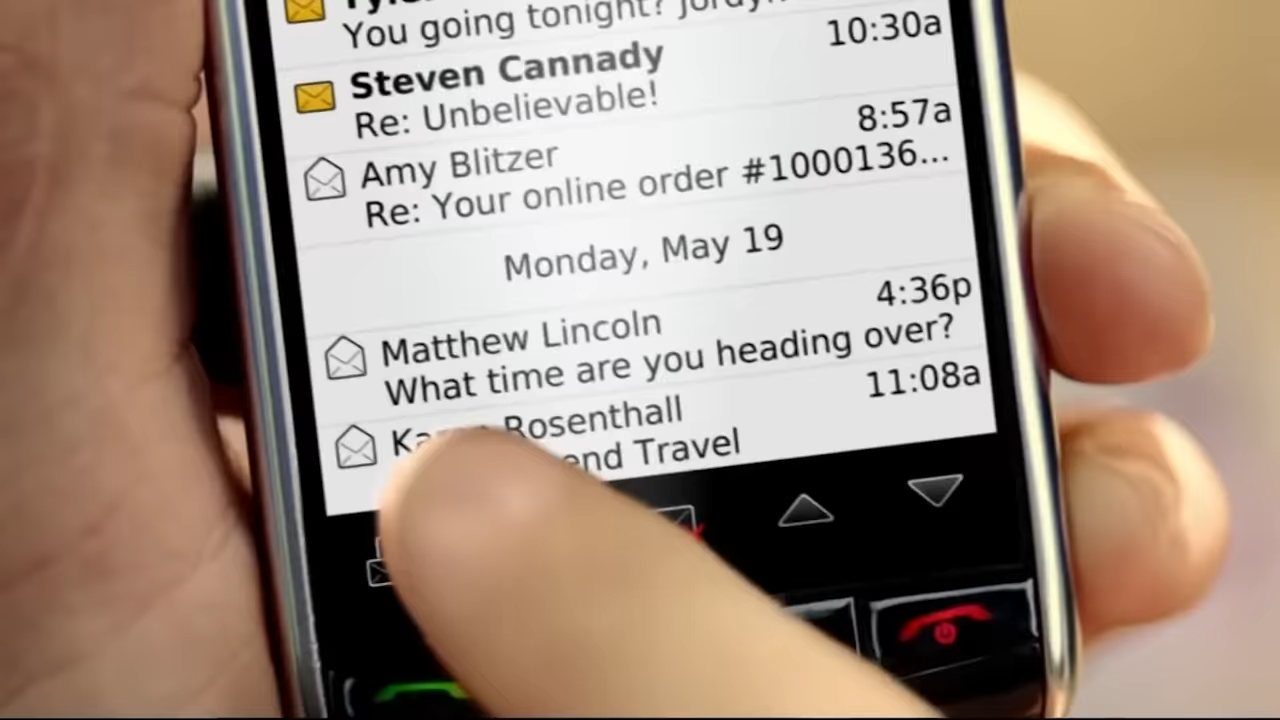 You going tonight?
Steven Cannady 10:30a
Re: Unbelievable!
Amy Blitzer 8:57a
Re: Your online order #1000136...
Monday, May 19
Matthew Lincoln 4:36p
What time are you heading over?
Rosenthall 11:08a
Travel